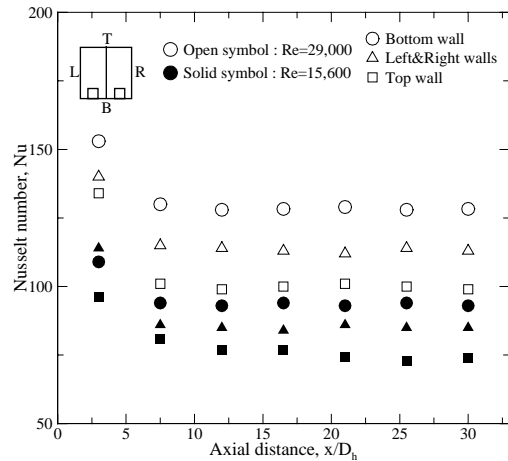 200
150
100
50
Nusselt number, Nu
T
L
R
B
Open symbol : Re=29,000
Solid symbol : Re=15,600
Bottom wall
Left&Right walls
Top wall
0 5 10 15 20 25 30
Axial distance, x/Dh